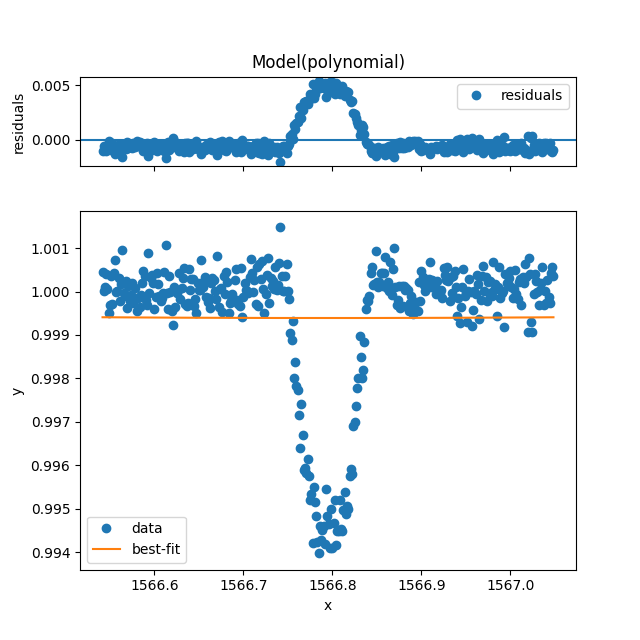 Model(polynomial)
0.005
0.000
residuals
residuals
1.001
1.000
0.999
0.998
0.997
0.996
0.995
0.994
y
data
best-fit
1566.6 1566.7 1566.8 1566.9 1567.0
x